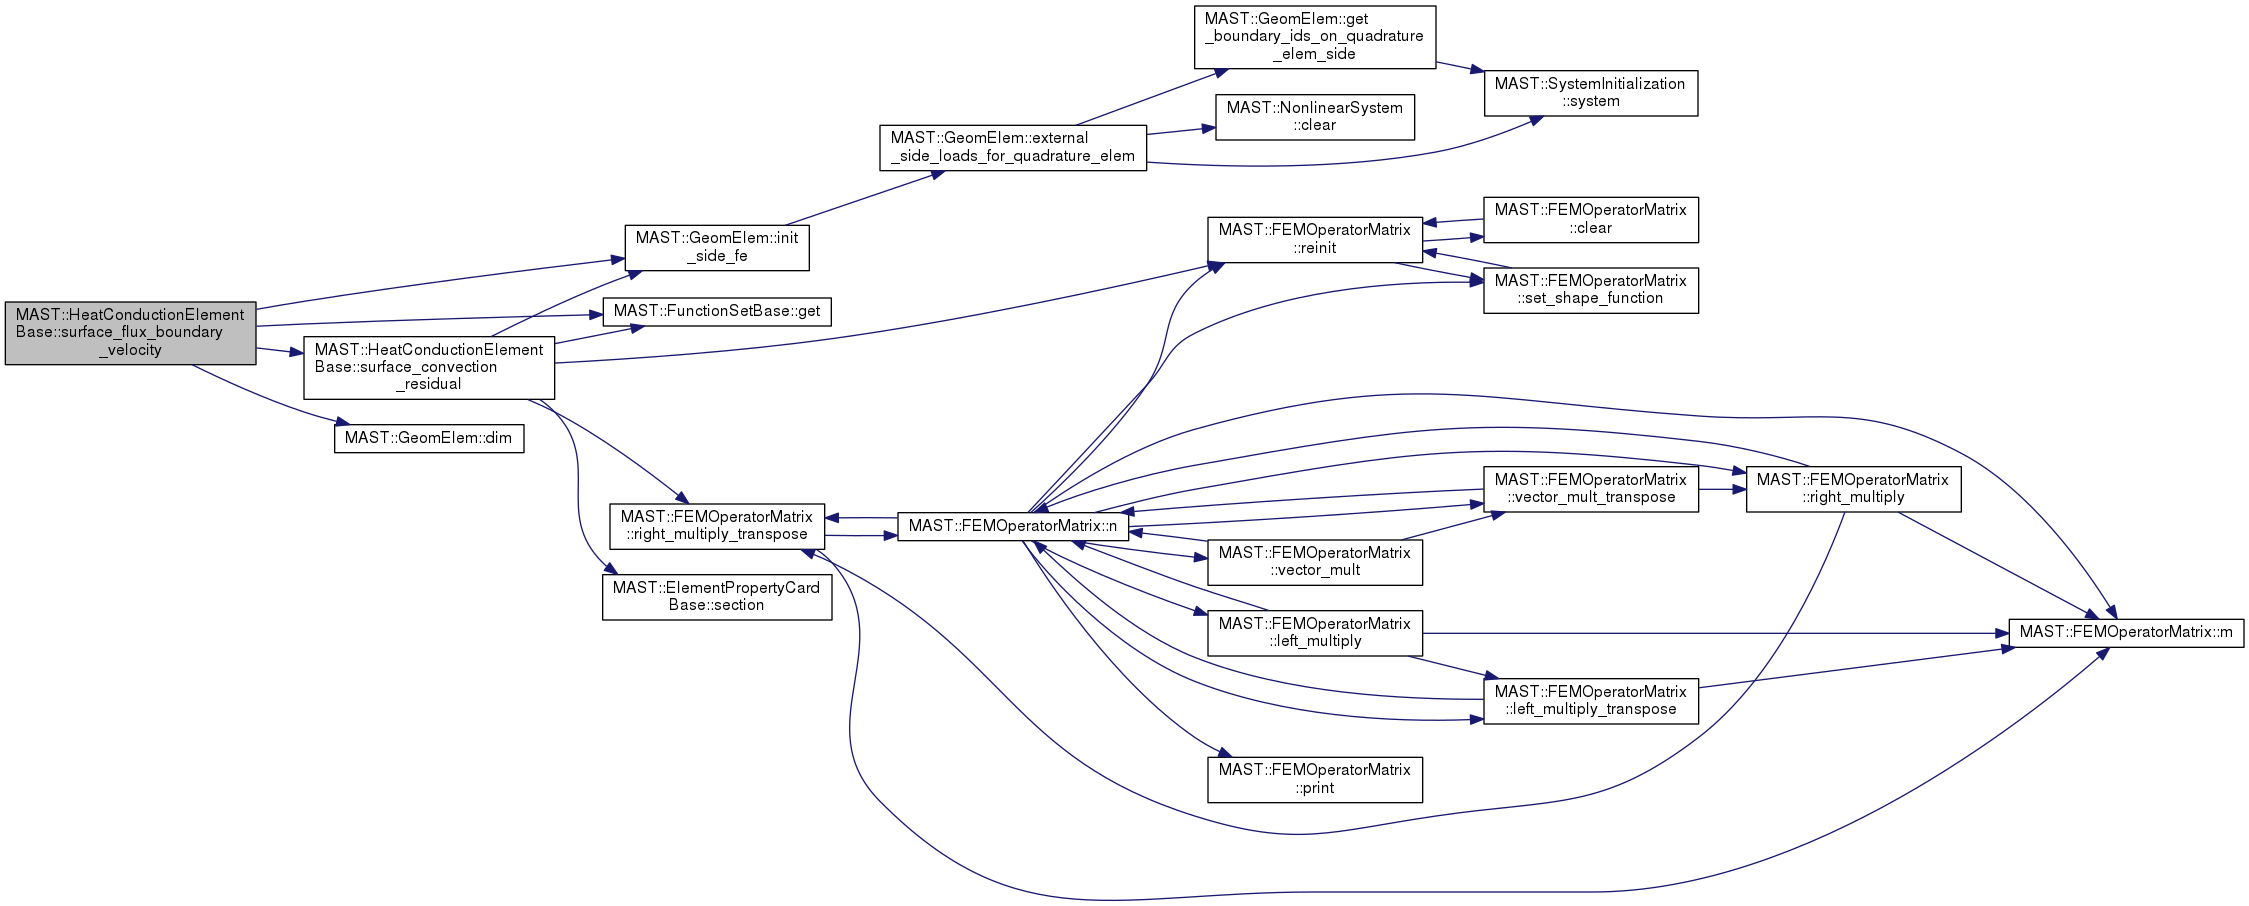 MAST::HeatConductionElement
Base::surface_flux_boundary
_velocity
MAST::GeomElem::init
_side_fe
MAST::FunctionSetBase::get
MAST::HeatConductionElement
Base::surface_convection
_residual
MAST::GeomElem::dim
MAST::FEMOperatorMatrix
::right_multiply_transpose
MAST::ElementPropertyCard
Base::section
MAST::GeomElem::external
_side_loads_for_quadrature_elem
MAST::FEMOperatorMatrix::n
MAST::GeomElem::get
_boundary_ids_on_quadrature
_elem_side
MAST::NonlinearSystem
::clear
MAST::SystemInitialization
::system
MAST::FEMOperatorMatrix
::reinit
MAST::FEMOperatorMatrix
::clear
MAST::FEMOperatorMatrix
::set_shape_function
MAST::FEMOperatorMatrix
::vector_mult_transpose
MAST::FEMOperatorMatrix
::right_multiply
MAST::FEMOperatorMatrix
::vector_mult
MAST::FEMOperatorMatrix
::left_multiply
MAST::FEMOperatorMatrix::m
MAST::FEMOperatorMatrix
::left_multiply_transpose
MAST::FEMOperatorMatrix
::print